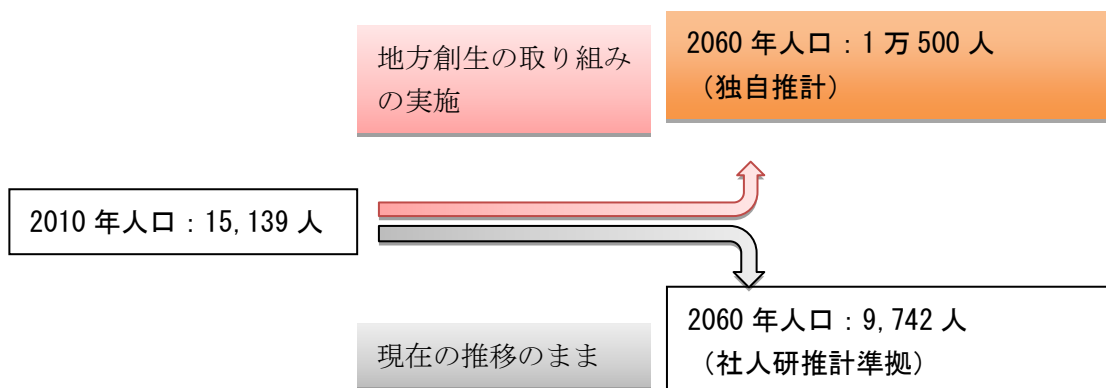 地方創生の取り組み
の実施
2060 年人口：1 万 500 人
（独自推計）
2010 年人口：15,139 人
現在の推移のまま
2060 年人口：9,742 人
（社人研推計準拠）